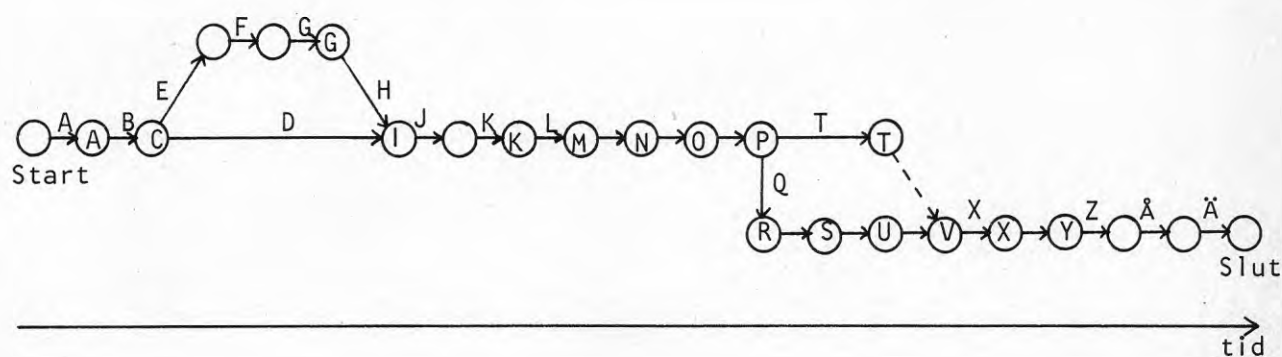 F G G
E H
A B D J K L T
A C I K M N O P T
Start
Q
X Z Å Ä
R S U V X Y
Slut
tid